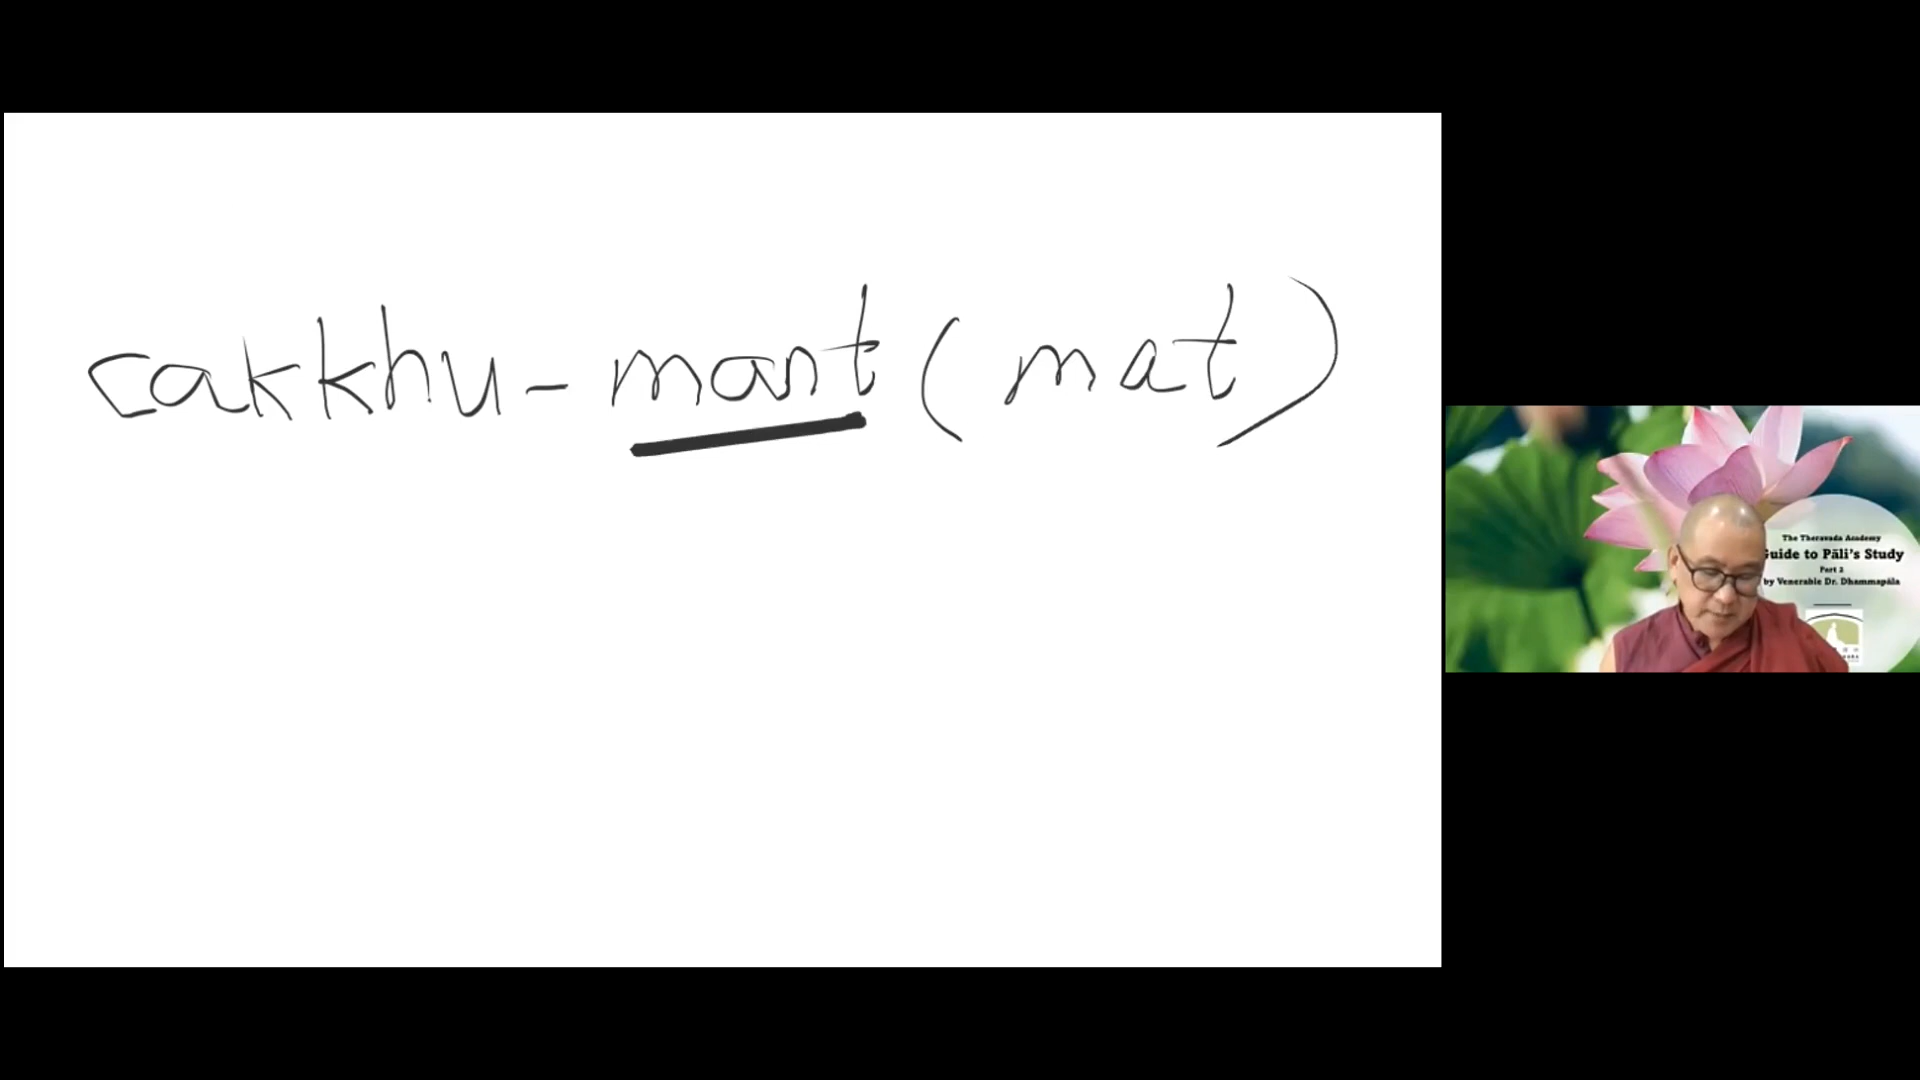 cakkhu-mant (mat)
The Theravada Academy
Guide to Pāli's Study
Part 2
by Venerable Dr. Dhammapāla